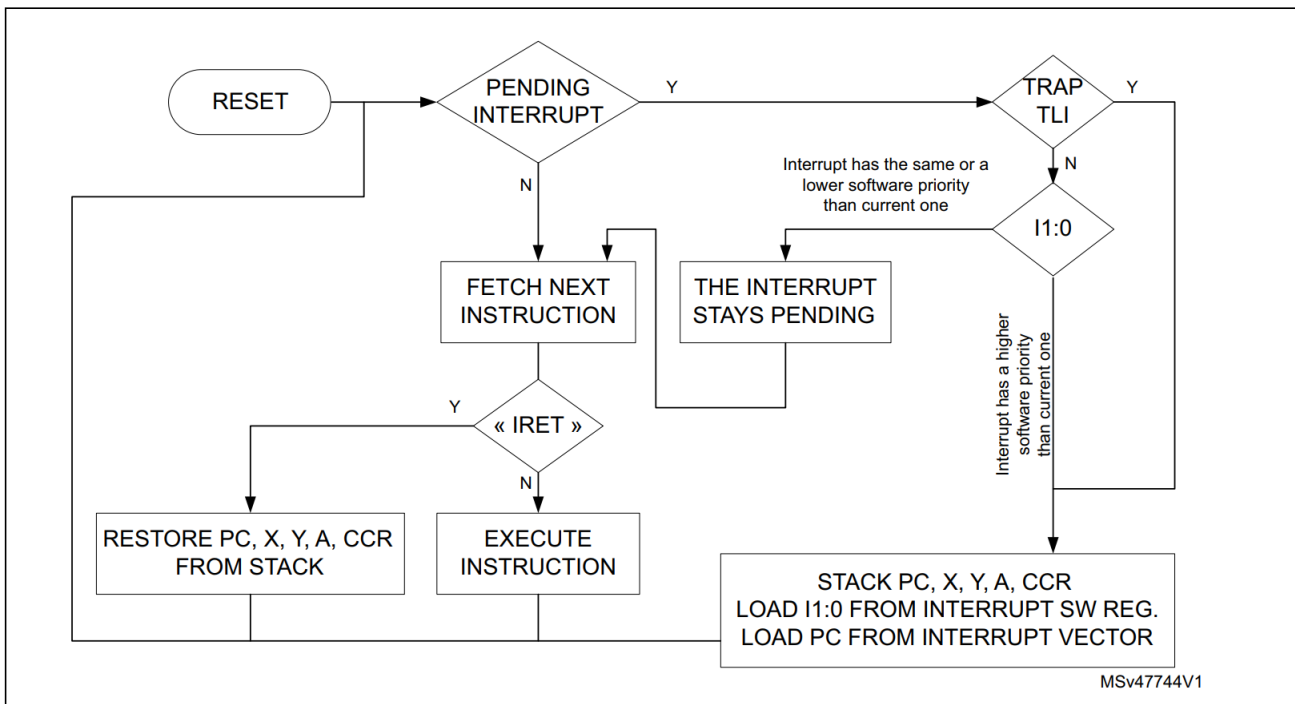 RESET
PENDING
INTERRUPT
Y
TRAP
TLI
Y
N
Interrupt has the same or a
lower software priority
than current one
N
I1:0
FETCH NEXT
INSTRUCTION
THE INTERRUPT
STAYS PENDING
Interrupt has a higher
software priority
than current one
Y
« IRET »
N
RESTORE PC, X, Y, A, CCR
FROM STACK
EXECUTE
INSTRUCTION
STACK PC, X, Y, A, CCR
LOAD I1:0 FROM INTERRUPT SW REG.
LOAD PC FROM INTERRUPT VECTOR
MSv47744V1